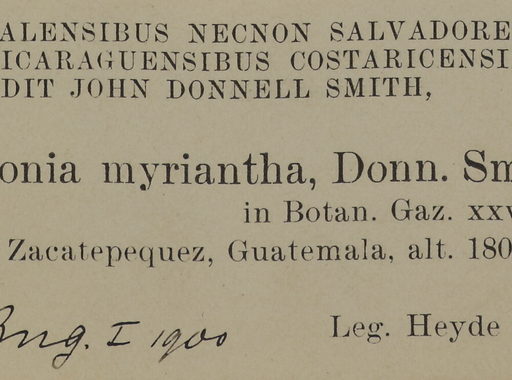 ALENSIBUS NECNON SALVADORE
ICARAGUENSIBUS COSTARICENSI
DIT JOHN DONNELL SMITH,
onia myriantha, Donn. Sm
in Botan. Gaz. xxv
Zacatepequez, Guatemala, alt. 180
Eng. I 1900
Leg. Heyde